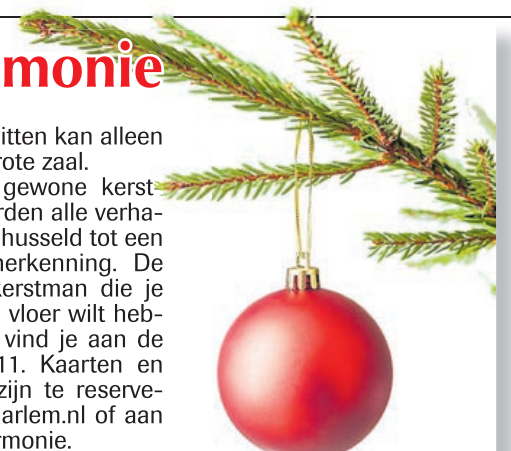 monie
itten kan alleen
rote zaal.
gewone kerst-
rden alle verha-
husseld tot een
herkenning. De
kerstman die je
vloer wilt heb-
vind je aan de
11. Kaarten en
zijn te reserve-
arlem.nl of aan
rmonie.